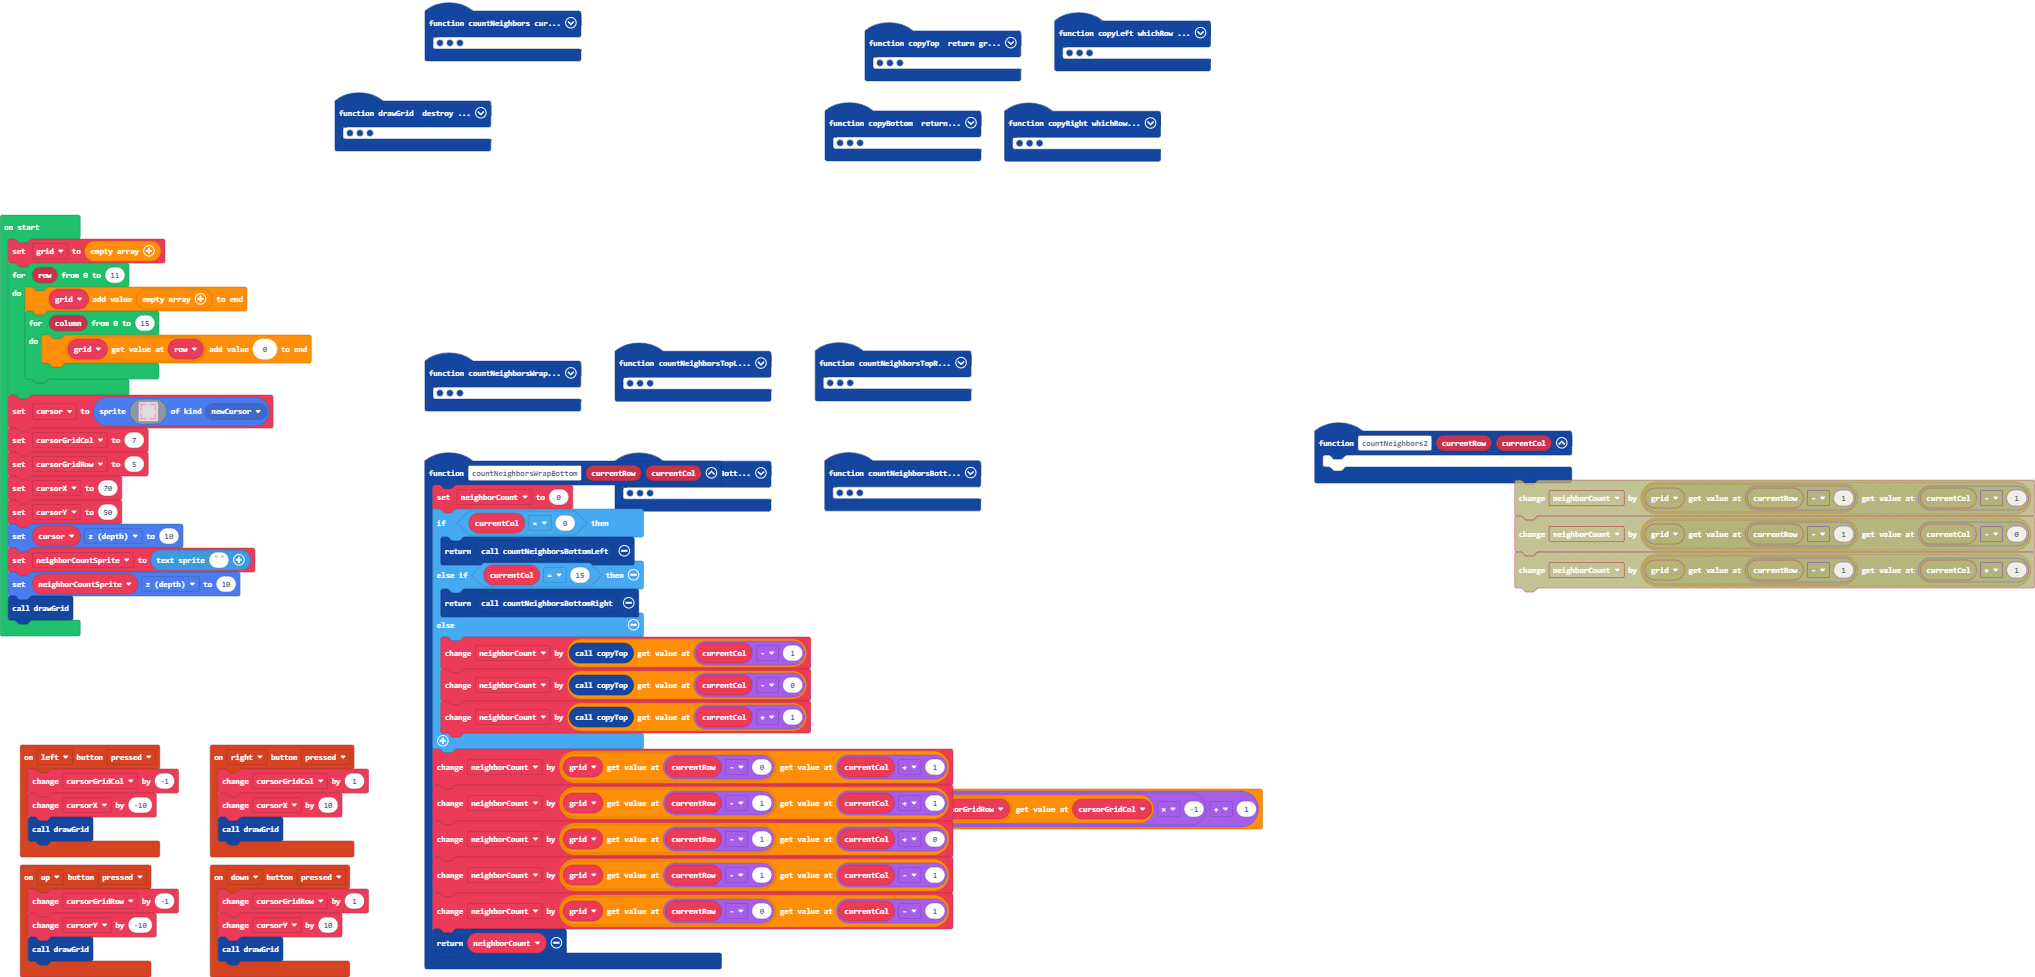 function countNeighbors cur...
function copyTop return gr...
function copyLeft whichRow ...
function drawGrid destroy ...
function copyBottom return...
function copyRight whichRow...
on start
set grid to empty array
for row from 0 to 11
do
grid add value empty array to end
for column from 0 to 15
do
grid get value at row add value 0 to end
set cursor to sprite of kind newCursor
set cursorGridCol to 7
set cursorGridRow to 5
set cursorX to 70
set cursorY to 50
set cursor z (depth) to 10
set neighborCountSprite to text sprite " "
set neighborCountSprite z (depth) to 10
call drawGrid
function countNeighborsWrap...
function countNeighborsTopL...
function countNeighborsTopR...
function countNeighborsWrapBottom currentRow currentCol
ott...
function countNeighborsBott...
set neighborCount to 0
if currentCol = 0 then
return call countNeighborsBottomLeft
else if currentCol = 15 then
return call countNeighborsBottomRight
else
change neighborCount by call copyTop get value at currentCol - 1
change neighborCount by call copyTop get value at currentCol - 0
change neighborCount by call copyTop get value at currentCol + 1
change neighborCount by grid get value at currentRow - 0 get value at currentCol + 1
change neighborCount by grid get value at currentRow - 1 get value at currentCol + 1
orGridRow get value at cursorGridCol × -1 + 1
change neighborCount by grid get value at currentRow - 1 get value at currentCol + 0
change neighborCount by grid get value at currentRow - 1 get value at currentCol - 1
change neighborCount by grid get value at currentRow - 0 get value at currentCol - 1
return neighborCount
function countNeighbors2 currentRow currentCol
change neighborCount by grid get value at currentRow - 1 get value at currentCol - 1
change neighborCount by grid get value at currentRow - 1 get value at currentCol - 0
change neighborCount by grid get value at currentRow - 1 get value at currentCol + 1
on left button pressed
change cursorGridCol by -1
change cursorX by -10
call drawGrid
on right button pressed
change cursorGridCol by 1
change cursorX by 10
call drawGrid
on up button pressed
change cursorGridRow by -1
change cursorY by -10
call drawGrid
on down button pressed
change cursorGridRow by 1
change cursorY by 10
call drawGrid